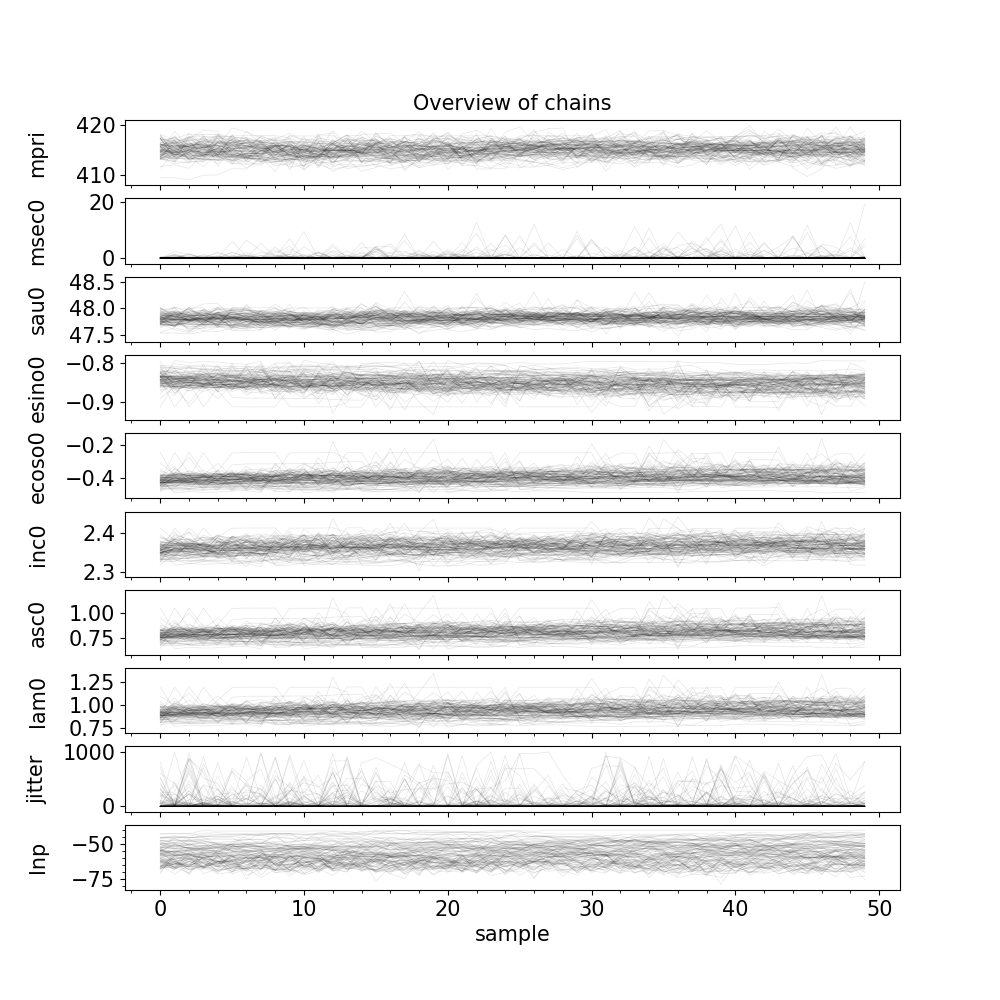 Overview of chains
420
410
mpri
20
0
msec0
48.5
48.0
47.5
sau0
−0.8
−0.9
esino0
−0.2
−0.4
ecoso0
2.4
2.3
inc0
1.00
0.75
asc0
1.25
1.00
0.75
lam0
1000
0
jitter
−50
−75
lnp
0 10 20 30 40 50
sample